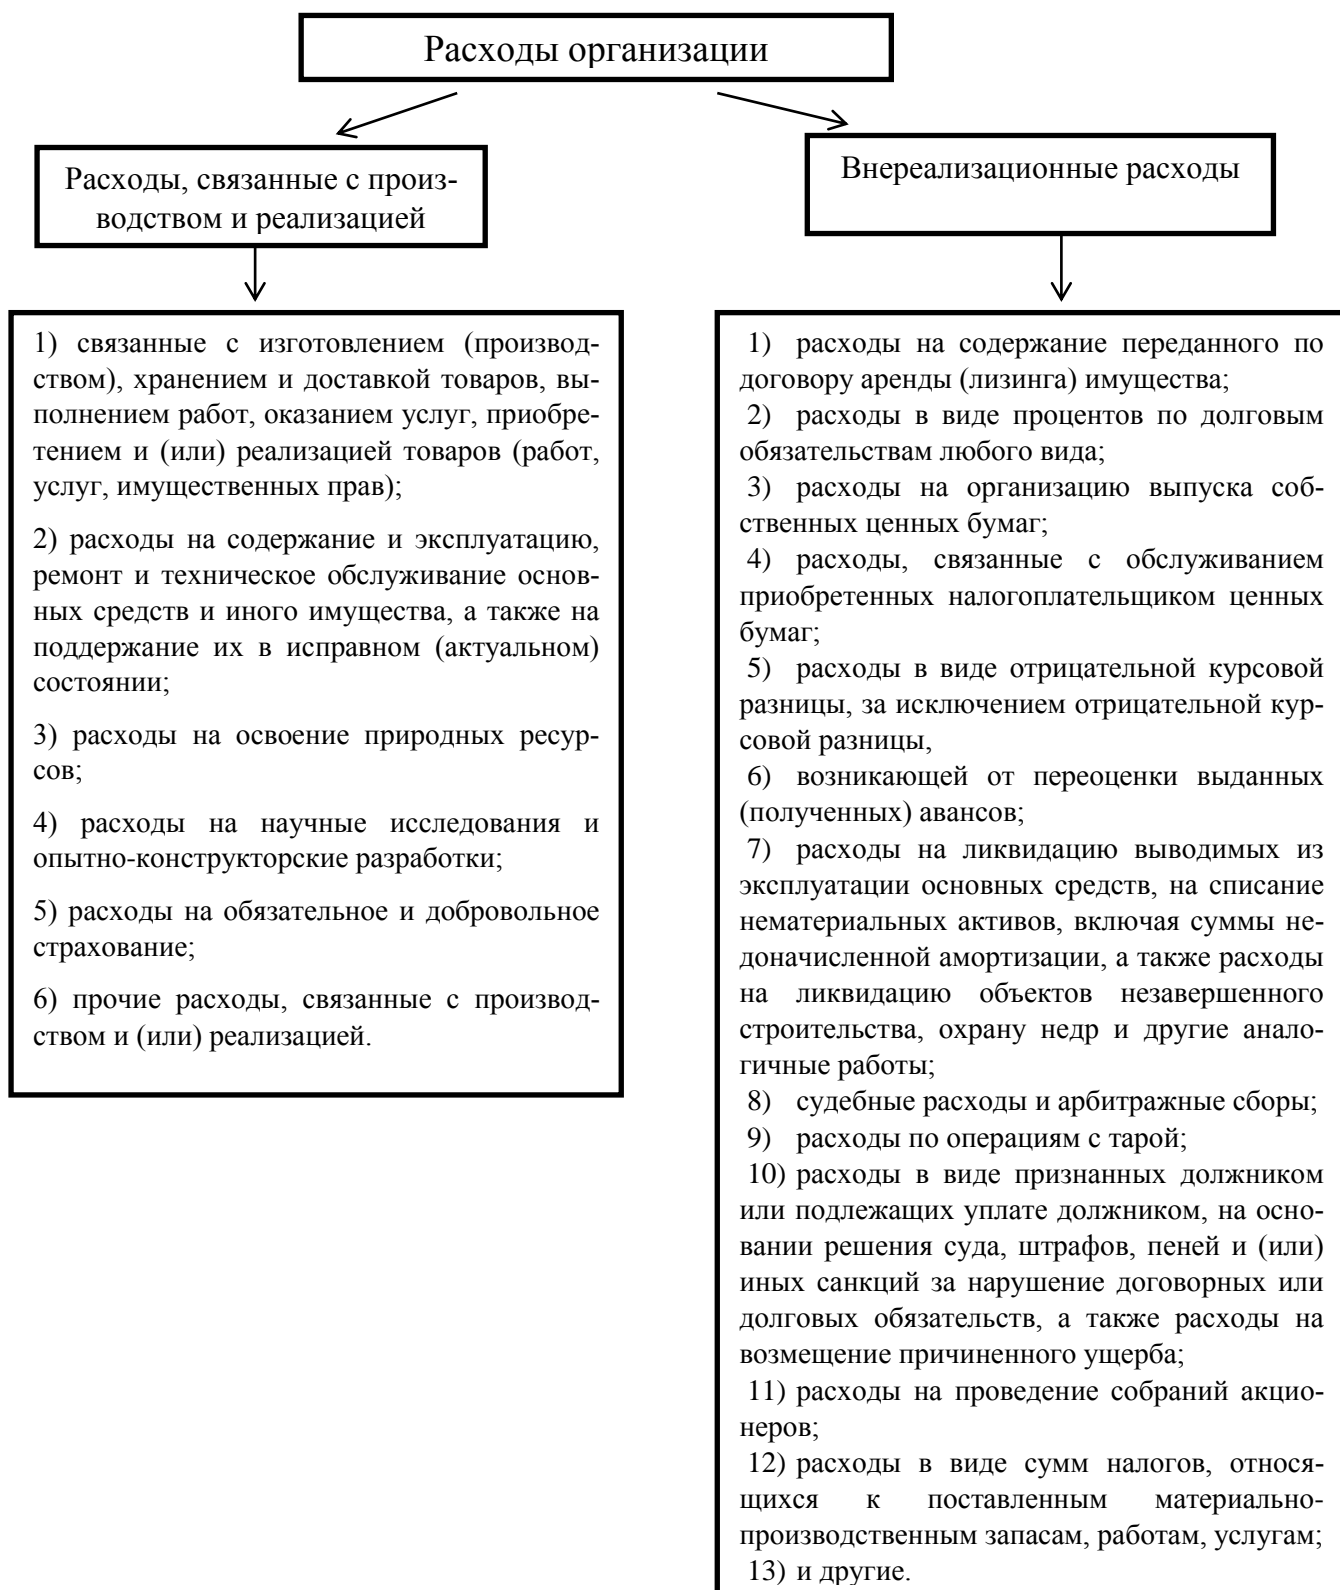 Расходы организации
Расходы, связанные с произ-
водством и реализацией
Внереализационные расходы
1) связанные с изготовлением (производ-
ством), хранением и доставкой товаров, вы-
полнением работ, оказанием услуг, приобре-
тением и (или) реализацией товаров (работ,
услуг, имущественных прав);
2) расходы на содержание и эксплуатацию,
ремонт и техническое обслуживание основ-
ных средств и иного имущества, а также на
поддержание их в исправном (актуальном)
состоянии;
3) расходы на освоение природных ресур-
сов;
4) расходы на научные исследования и
опытно-конструкторские разработки;
5) расходы на обязательное и добровольное
страхование;
6) прочие расходы, связанные с производ-
ством и (или) реализацией.
1) расходы на содержание переданного по
договору аренды (лизинга) имущества;
2) расходы в виде процентов по долговым
обязательствам любого вида;
3) расходы на организацию выпуска соб-
ственных ценных бумаг;
4) расходы, связанные с обслуживанием
приобретенных налогоплательщиком ценных
бумаг;
5) расходы в виде отрицательной курсовой
разницы, за исключением отрицательной кур-
совой разницы,
6) возникающей от переоценки выданных
(полученных) авансов;
7) расходы на ликвидацию выводимых из
эксплуатации основных средств, на списание
нематериальных активов, включая суммы не-
доначисленной амортизации, а также расходы
на ликвидацию объектов незавершенного
строительства, охрану недр и другие анало-
гичные работы;
8) судебные расходы и арбитражные сборы;
9) расходы по операциям с тарой;
10) расходы в виде признанных должником
или подлежащих уплате должником, на осно-
вании решения суда, штрафов, пеней и (или)
иных санкций за нарушение договорных или
долговых обязательств, а также расходы на
возмещение причиненного ущерба;
11) расходы на проведение собраний акцио-
неров;
12) расходы в виде сумм налогов, относя-
щихся к поставленным материально-
производственным запасам, работам, услугам;
13) и другие.